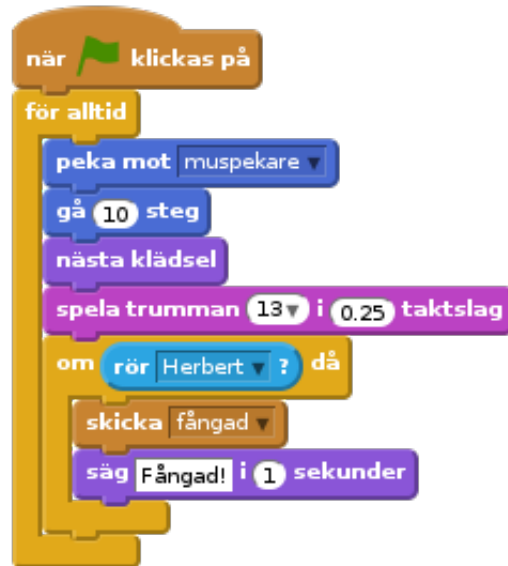 när klickas på
för alltid
peka mot muspekare
gå 10 steg
nästa klädsel
spela trumman 13 i 0.25 taktslag
om rör Herbert ? då
skicka fångad
säg Fångad! i 1 sekunder